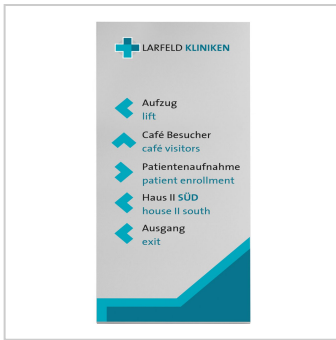 LARFELD KLINIKEN
Aufzug
lift
Café Besucher
café visitors
Patientenaufnahme
patient enrollment
Haus II SÜD
house II south
Ausgang
exit